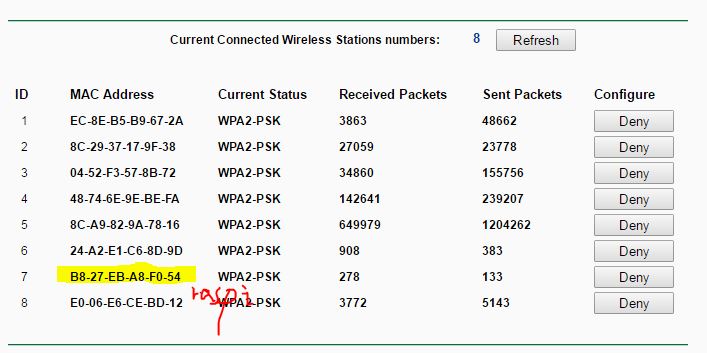 Current Connected Wireless Stations numbers: 8 Refresh
ID MAC Address Current Status Received Packets Sent Packets Configure
1 EC-8E-B5-B9-67-2A WPA2-PSK 3863 48662 Deny
2 8C-29-37-17-9F-38 WPA2-PSK 27059 23778 Deny
3 04-52-F3-57-8B-72 WPA2-PSK 34860 155756 Deny
4 48-74-6E-9E-BE-FA WPA2-PSK 142641 239207 Deny
5 8C-A9-82-9A-78-16 WPA2-PSK 649979 1204262 Deny
6 24-A2-E1-C6-8D-9D WPA2-PSK 908 383 Deny
7 B8-27-EB-A8-F0-54 WPA2-PSK 278 133 Deny
raspi
8 E0-06-E6-CE-BD-12 WPA2-PSK 3772 5143 Deny